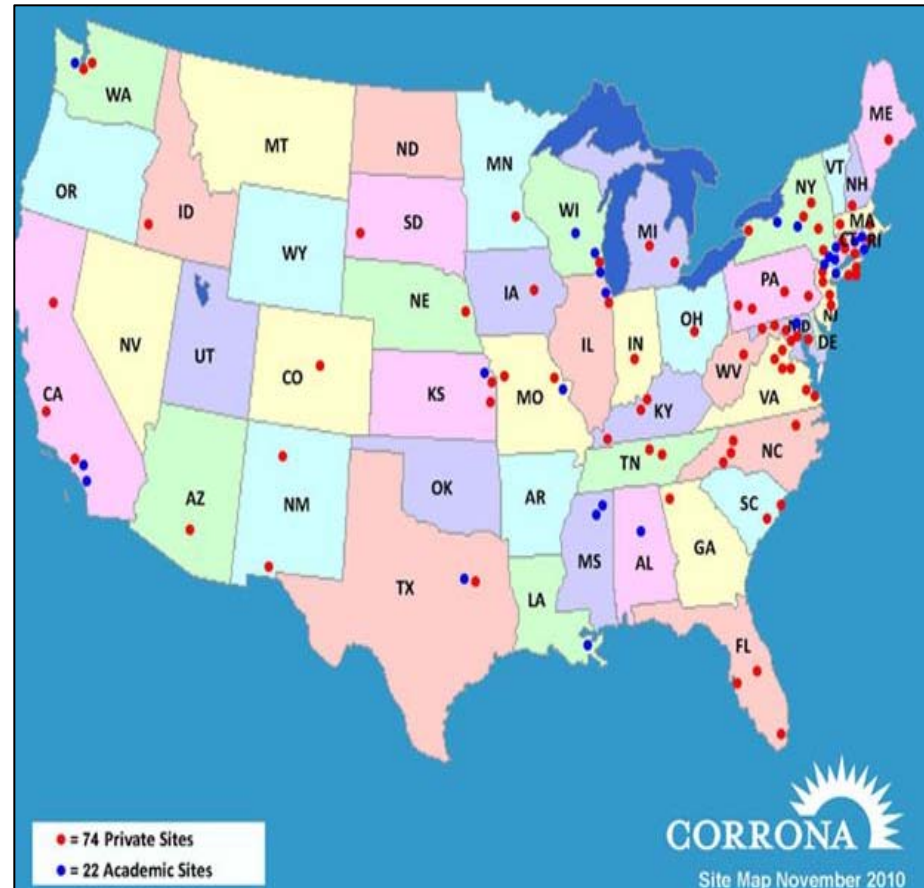 WA
MT
ND
MN
ME
VT
NH
OR
ID
SD
WI
MI
NY
MA
CT
RI
WY
IA
PA
NE
NJ
NV
UT
CO
IL
IN
OH
MD
DE
CA
KS
MO
WV
VA
KY
AZ
NM
OK
AR
TN
NC
SC
MS
AL
GA
TX
LA
FL
= 74 Private Sites
= 22 Academic Sites
CORRONA
Site Map November 2010